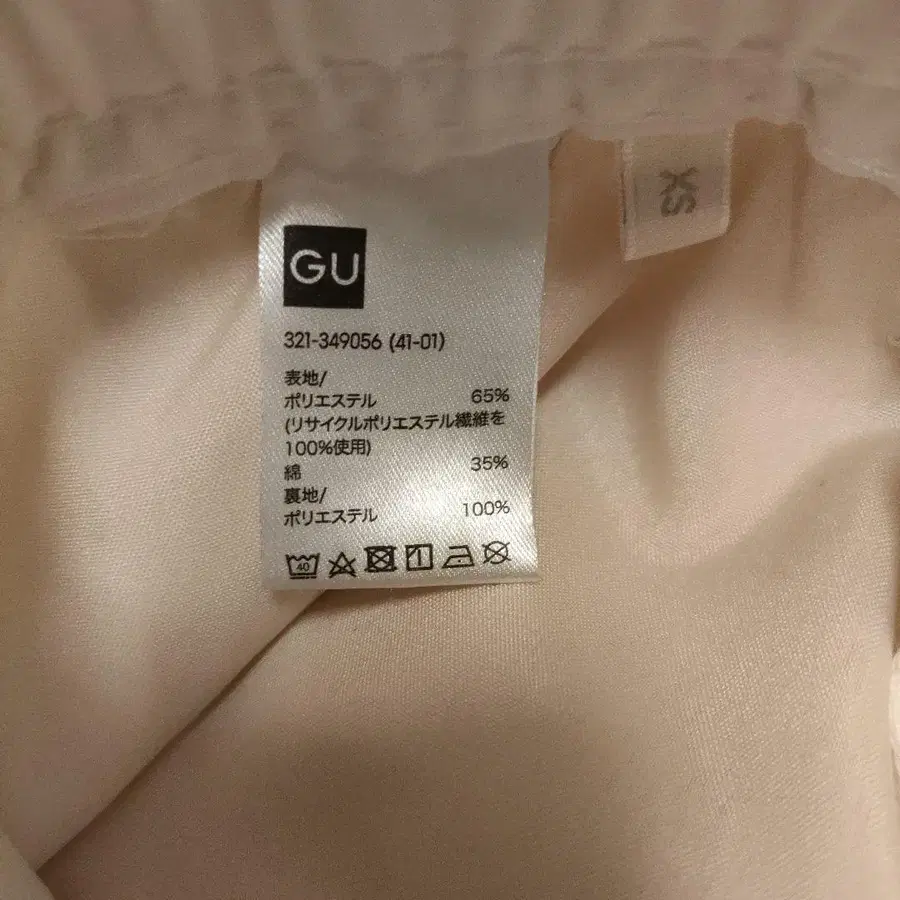 GU
321-349056 (41-01)
表地/
ポリエステル 65%
(リサイクルポリエステル繊維を
100%使用)
綿 35%
裏地/
ポリエステル 100%
40
XS